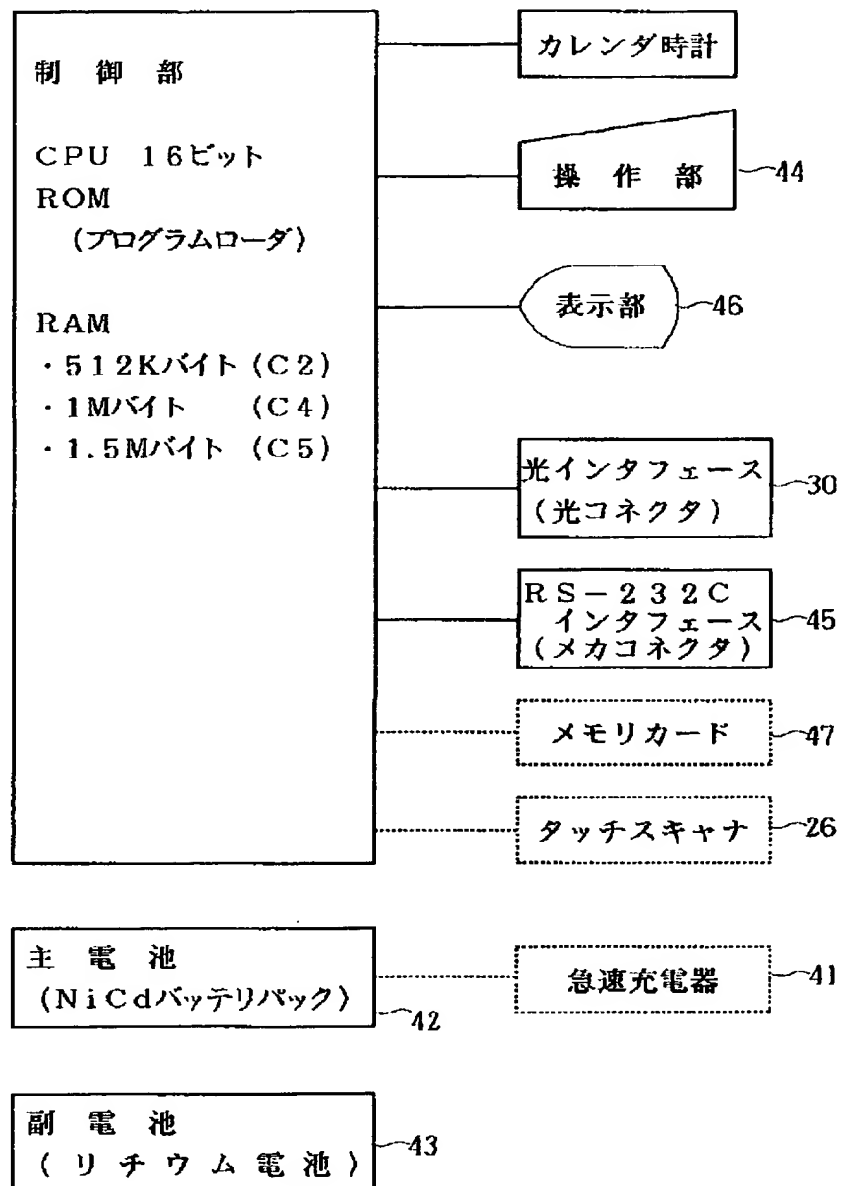 制御部
CPU 16ビット
ROM
(プログラムローダ)
RAM
・512Kバイト (C2)
・1Mバイト (C4)
・1.5Mバイト (C5)
カレンダ時計
操作部
44
表示部
46
光インタフェース
(光コネクタ)
30
RS-232C
インタフェース
(メカコネクタ)
45
メモリカード
47
タッチスキャナ
26
主電池
(NiCdバッテリパック)
42
急速充電器
41
副電池
(リチウム電池)
43